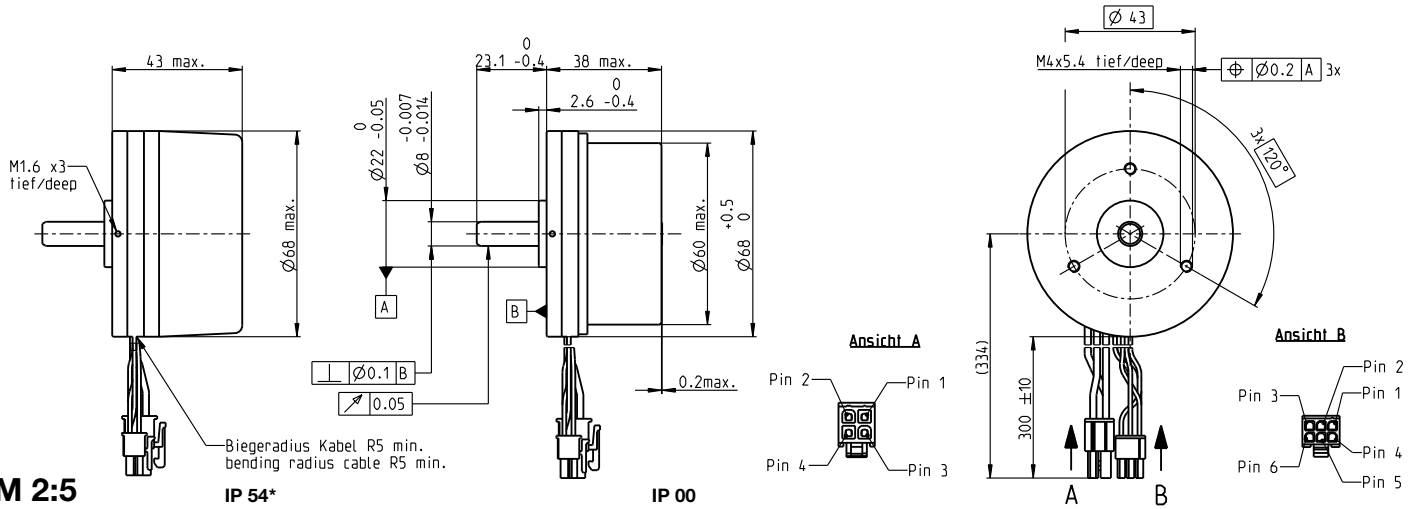 43 max.
M1.6 x3
tief/deep
Ø68 max.
Biegeradius Kabel R5 min.
bending radius cable R5 min.
M 2:5
IP 54*
0
23.1 -0.4
38 max.
0
2.6 -0.4
0
Ø22 -0.05
-0.007
Ø8 -0.014
A
B
Ø60 max.
+0.5
Ø68 0
⊥ Ø0.1 B
↗ 0.05
0.2max.
IP 00
Ansicht A
Pin 2
Pin 1
Pin 4
Pin 3
Ø 43
M4x5.4 tief/deep
⌖ Ø0.2 A 3x
3x 120°
(334)
300 ±10
A
B
Ansicht B
Pin 2
Pin 3
Pin 1
Pin 4
Pin 6
Pin 5